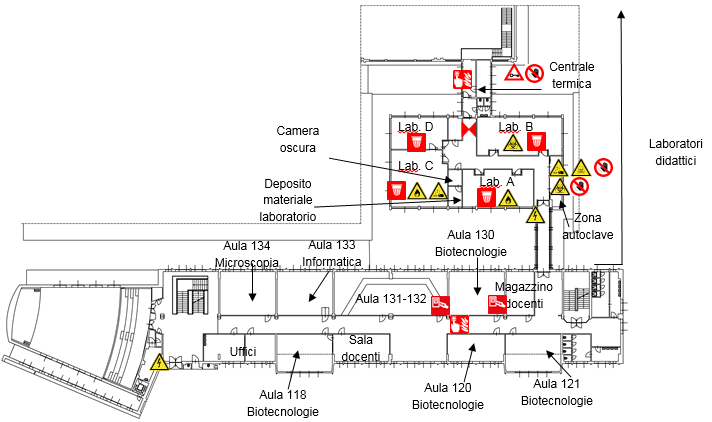 Centrale
termica
Lab. D
Lab. B
Camera
oscura
Laboratori
didattici
Lab. C
Deposito
materiale
laboratorio
Lab. A
Zona
autoclave
Aula 134
Microscopia
Aula 133
Informatica
Aula 130
Biotecnologie
Aula 131-132
Magazzino
docenti
Uffici
Sala
docenti
Aula 118
Biotecnologie
Aula 120
Biotecnologie
Aula 121
Biotecnologie